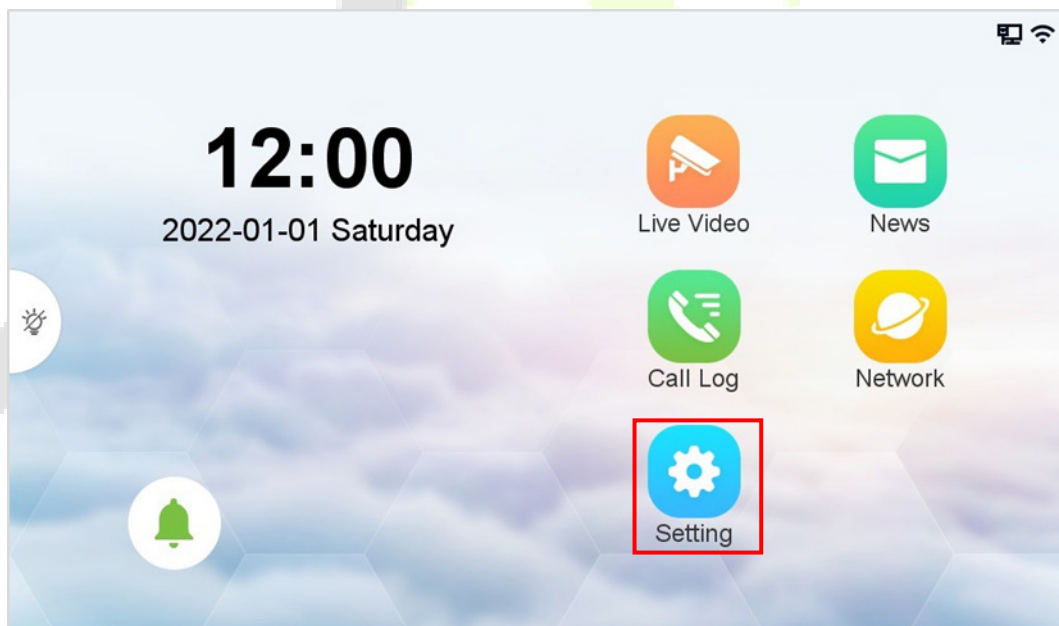 12:00
2022-01-01 Saturday
Live Video
News
Call Log
Network
Setting